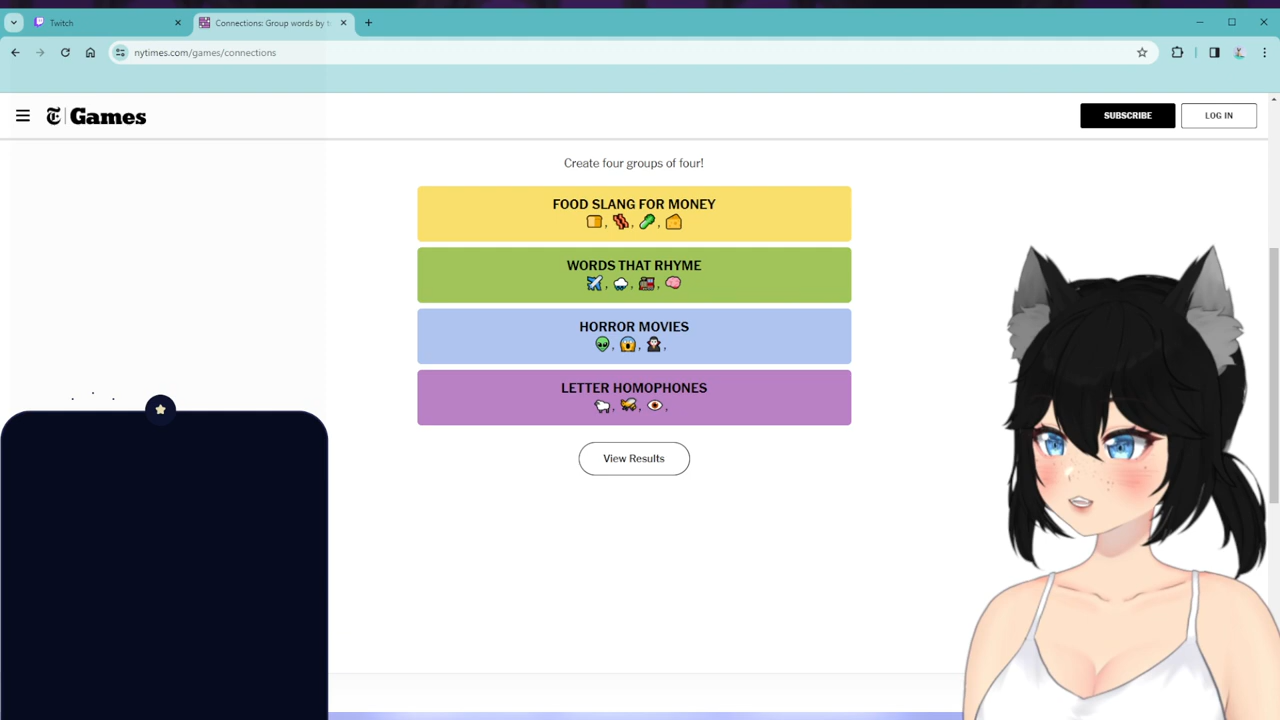 Twitch
Connections: Group words by t
nytimes.com/games/connections
T Games
SUBSCRIBE
LOG IN
Create four groups of four!
FOOD SLANG FOR MONEY
🍞, 🥓, 🥒, 🧀
WORDS THAT RHYME
✈️, 🌧️, 🚂, 🧠
HORROR MOVIES
👽, 😱, 🧛,
LETTER HOMOPHONES
🐑, 🐝, 👁️,
View Results